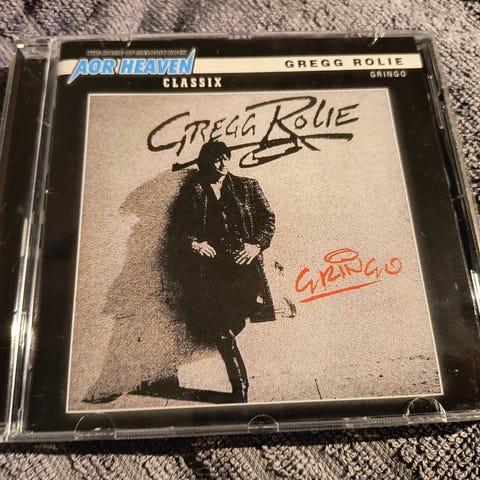 THE HOME OF MELODIC ROCK
AOR HEAVEN
CLASSIX
GREGG ROLIE
GRINGO
GREGG ROLIE
GRINGO